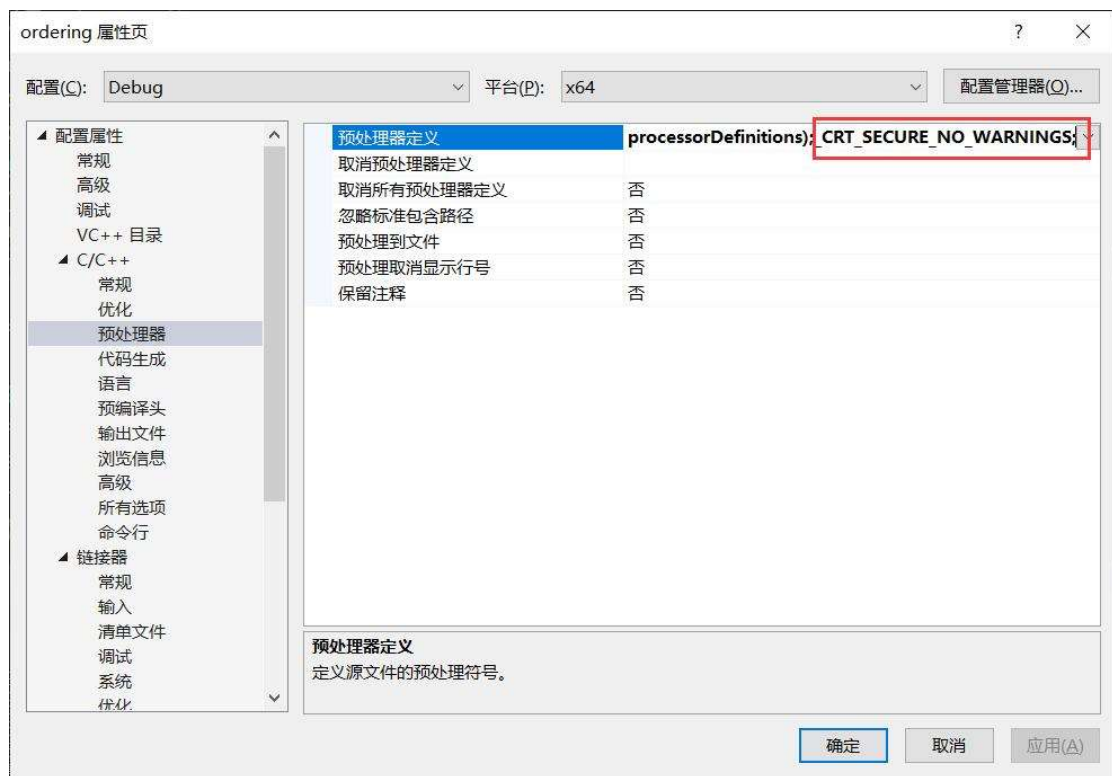 ordering 属性页
?
配置(C): Debug 平台(P): x64 配置管理器(O)...
配置属性
常规
高级
调试
VC++ 目录
C/C++
常规
优化
预处理器
代码生成
语言
预编译头
输出文件
浏览信息
高级
所有选项
命令行
链接器
常规
输入
清单文件
调试
系统
优化
预处理器定义 processorDefinitions);_CRT_SECURE_NO_WARNINGS;
取消预处理器定义
取消所有预处理器定义 否
忽略标准包含路径 否
预处理到文件 否
预处理取消显示行号 否
保留注释 否
预处理器定义
定义源文件的预处理符号。
确定 取消 应用(A)